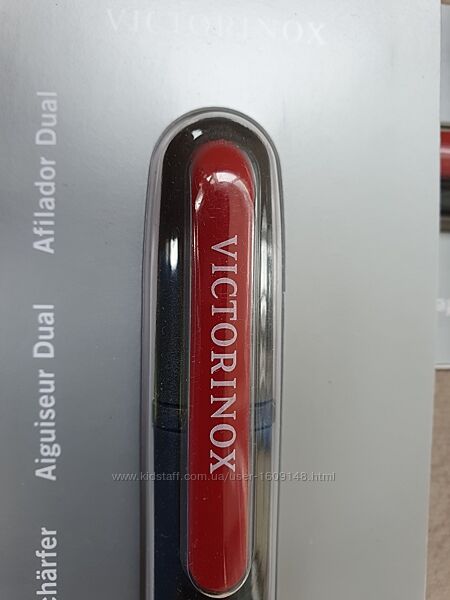 VICTORINOX
Afilador Dual
Aiguiseur Dual
chärfer
VICTORINOX
www.kidstaff.com.ua/user-1609148.html